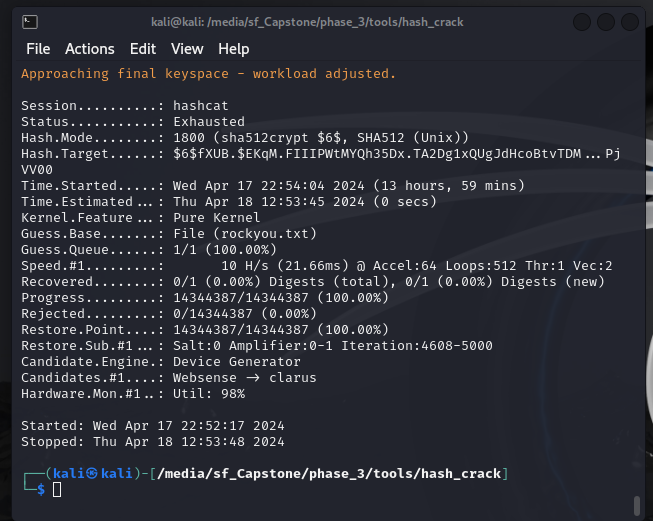 kali@kali: /media/sf_Capstone/phase_3/tools/hash_crack
File Actions Edit View Help
Approaching final keyspace - workload adjusted.
Session..........: hashcat
Status...........: Exhausted
Hash.Mode........: 1800 (sha512crypt $6$, SHA512 (Unix))
Hash.Target......: $6$fXUB.$EKqM.FIIIPWtMYQh35Dx.TA2Dg1xQUgJdHcoBtvTDM...Pj
VV00
Time.Started.....: Wed Apr 17 22:54:04 2024 (13 hours, 59 mins)
Time.Estimated...: Thu Apr 18 12:53:45 2024 (0 secs)
Kernel.Feature...: Pure Kernel
Guess.Base.......: File (rockyou.txt)
Guess.Queue......: 1/1 (100.00%)
Speed.#1.........:       10 H/s (21.66ms) @ Accel:64 Loops:512 Thr:1 Vec:2
Recovered........: 0/1 (0.00%) Digests (total), 0/1 (0.00%) Digests (new)
Progress.........: 14344387/14344387 (100.00%)
Rejected.........: 0/14344387 (0.00%)
Restore.Point....: 14344387/14344387 (100.00%)
Restore.Sub.#1...: Salt:0 Amplifier:0-1 Iteration:4608-5000
Candidate.Engine.: Device Generator
Candidates.#1....: Websense -> clarus
Hardware.Mon.#1..: Util: 98%
Started: Wed Apr 17 22:52:17 2024
Stopped: Thu Apr 18 12:53:48 2024
┌──(kali㉿kali)-[/media/sf_Capstone/phase_3/tools/hash_crack]
└─$